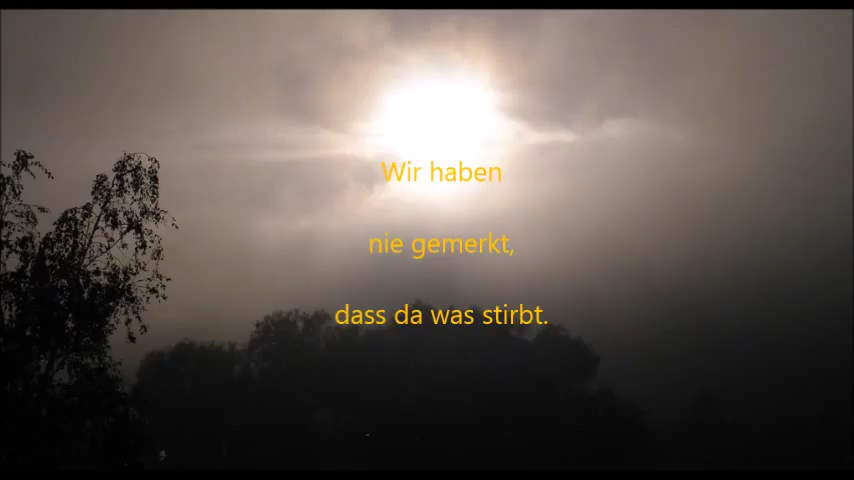 Wir haben
nie gemerkt,
dass da was stirbt.